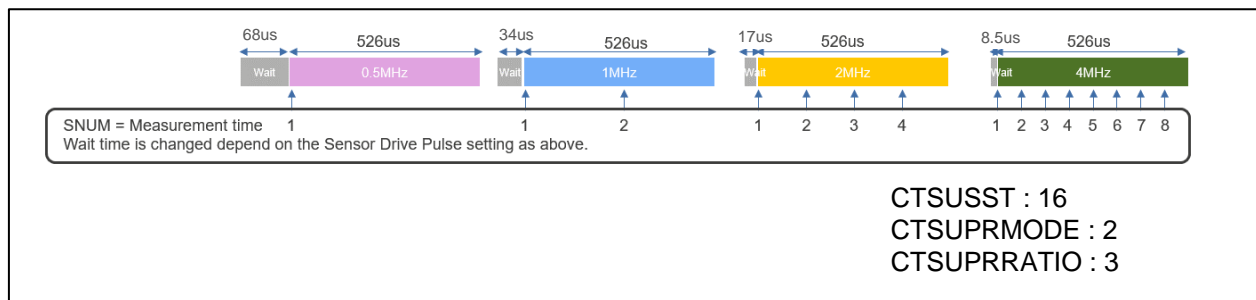 68us 526us 34us 526us 17us 526us 8.5us 526us
Wait 0.5MHz Wait 1MHz Wait 2MHz Wait 4MHz
SNUM = Measurement time 1 1 2 1 2 3 4 1 2 3 4 5 6 7 8
Wait time is changed depend on the Sensor Drive Pulse setting as above.
CTSUSST : 16
CTSUPRMODE : 2
CTSUPRRATIO : 3